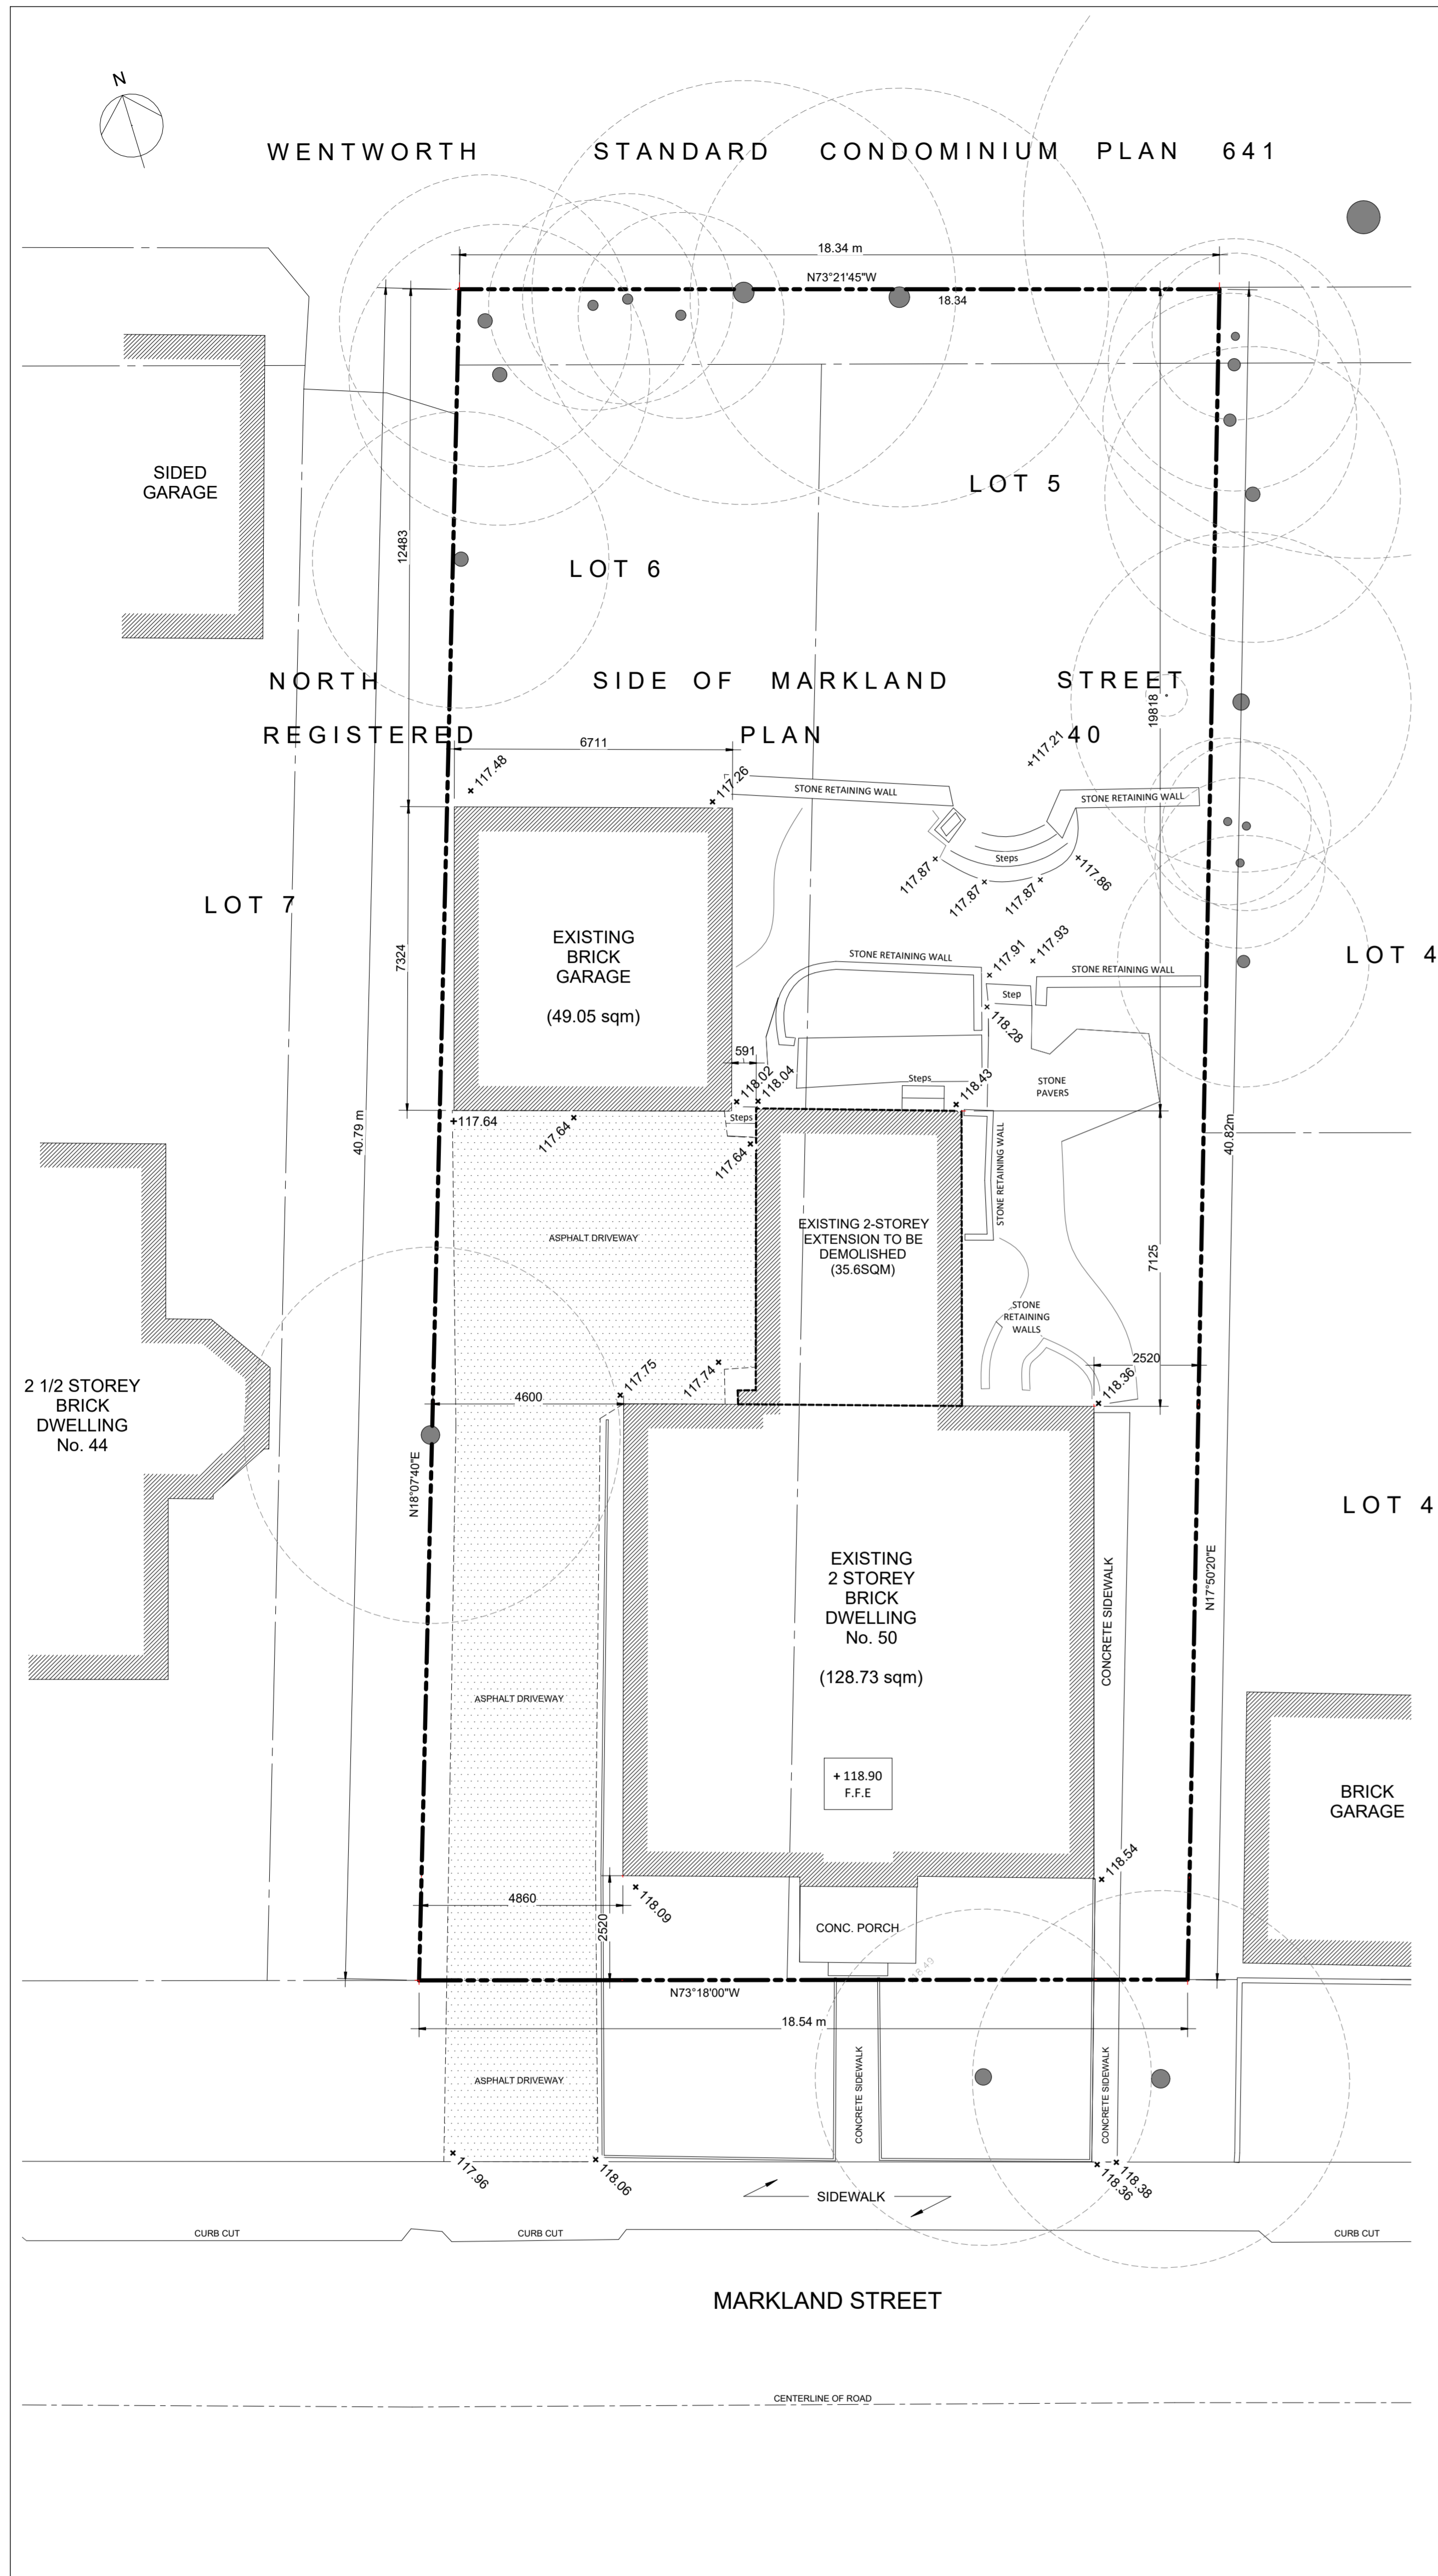 N
WENTWORTH STANDARD CONDOMINIUM PLAN 641
18.34 m
N73°21'45"W
18.34
SIDED
GARAGE
LOT 5
12483
LOT 6
NORTH SIDE OF MARKLAND STREET
19818
REGISTERED PLAN 40
6711
+117.21
117.48
117.26
STONE RETAINING WALL
STONE RETAINING WALL
Steps
117.87
117.87
117.87
117.86
LOT 7
EXISTING
BRICK
GARAGE
(49.05 sqm)
7324
STONE RETAINING WALL
117.91
117.93
STONE RETAINING WALL
LOT 4
Step
118.28
591
118.02
118.04
Steps
118.43
STONE
PAVERS
40.79 m
+117.64
117.64
Steps
117.64
40.82m
STONE RETAINING WALL
ASPHALT DRIVEWAY
EXISTING 2-STOREY
EXTENSION TO BE
DEMOLISHED
(35.6SQM)
7125
STONE
RETAINING
WALLS
2 1/2 STOREY
BRICK
DWELLING
No. 44
117.75
117.74
2520
118.36
4600
N18°07'40"E
LOT 4
EXISTING
2 STOREY
BRICK
DWELLING
No. 50
(128.73 sqm)
CONCRETE SIDEWALK
N17°50'20"E
ASPHALT DRIVEWAY
+ 118.90
F.F.E
BRICK
GARAGE
118.54
4860
118.09
2520
CONC. PORCH
118.49
N73°18'00"W
18.54 m
ASPHALT DRIVEWAY
CONCRETE SIDEWALK
CONCRETE SIDEWALK
117.96
118.06
118.36
118.38
SIDEWALK
CURB CUT
CURB CUT
CURB CUT
MARKLAND STREET
CENTERLINE OF ROAD